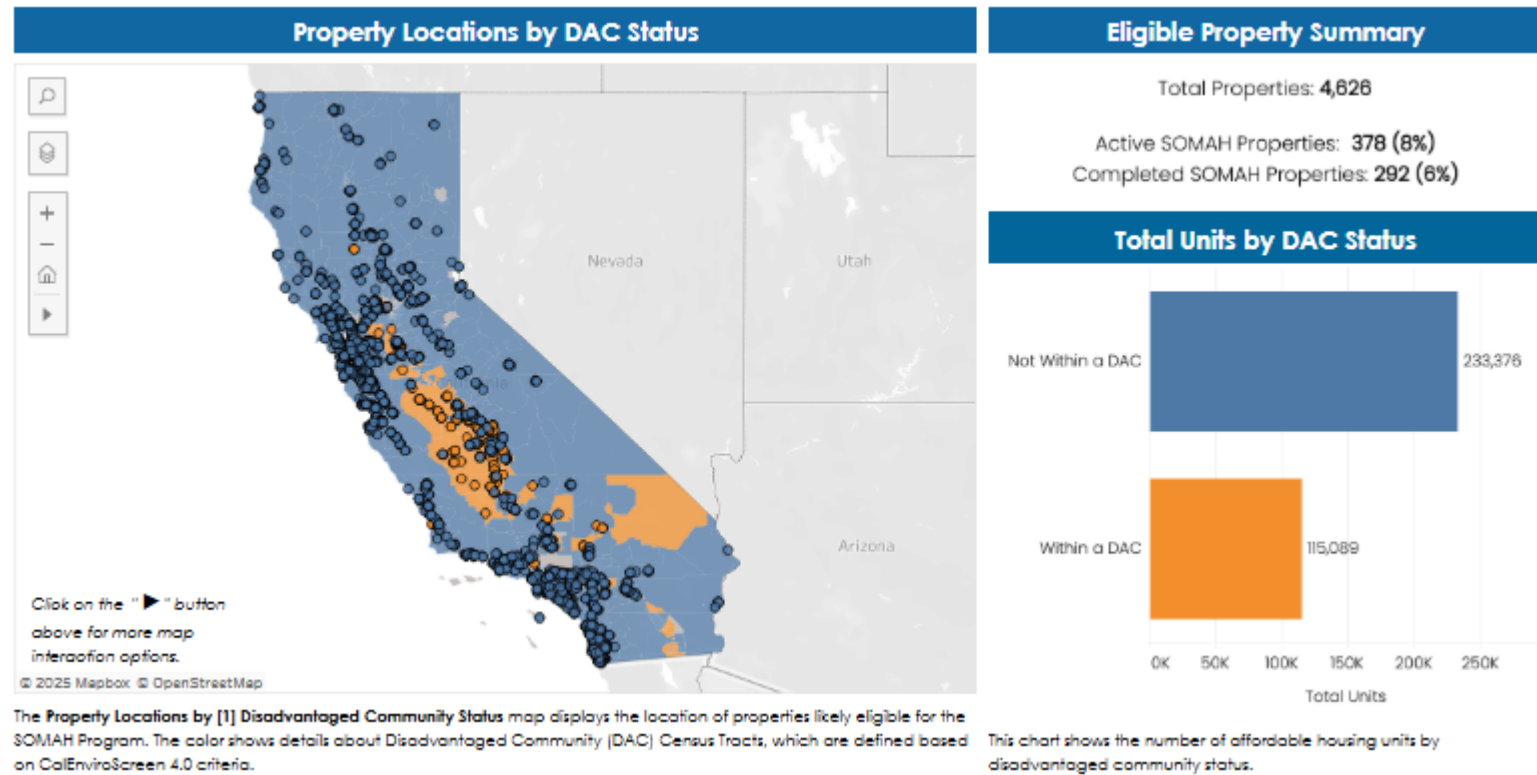 Property Locations by DAC Status
Nevada
Utah
Arizona
Click on the " ▶ " button
above for more map
interaction options.
© 2025 Mapbox © OpenStreetMap
The Property Locations by [1] Disadvantaged Community Status map displays the location of properties likely eligible for the
SOMAH Program. The color shows details about Disadvantaged Community (DAC) Census Tracts, which are defined based
on CalEnviroScreen 4.0 criteria.
Eligible Property Summary
Total Properties: 4,626
Active SOMAH Properties: 378 (8%)
Completed SOMAH Properties: 292 (6%)
Total Units by DAC Status
Not Within a DAC
233,376
Within a DAC
115,089
0K 50K 100K 150K 200K 250K
Total Units
This chart shows the number of affordable housing units by
disadvantaged community status.